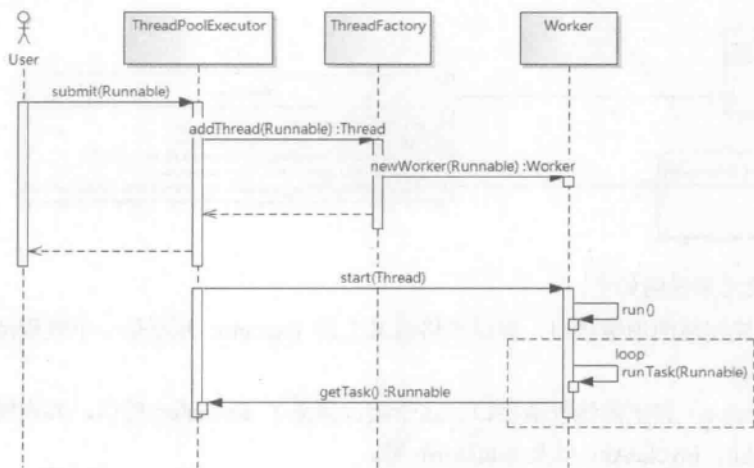 ThreadPoolExecutor
ThreadFactory
Worker
User
submit(Runnable)
addThread(Runnable) :Thread
newWorker(Runnable) :Worker
start(Thread)
run()
loop
runTask(Runnable)
getTask() :Runnable